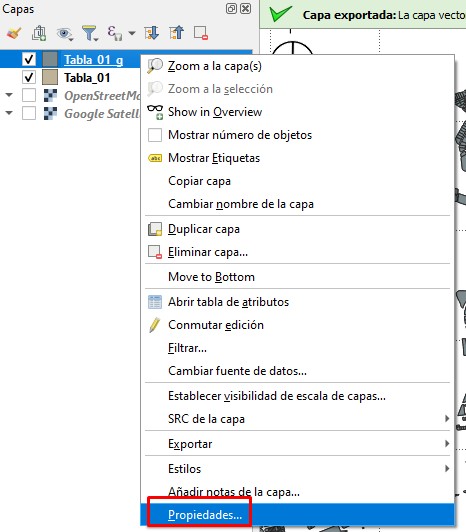 Capas
Capa exportada: La capa vecto
Tabla_01_g
Tabla_01
OpenStreetMa
Google Satell
Zoom a la capa(s)
Zoom a la selección
Show in Overview
Mostrar número de objetos
abc Mostrar Etiquetas
Copiar capa
Cambiar nombre de la capa
Duplicar capa
Eliminar capa...
Move to Bottom
Abrir tabla de atributos
Conmutar edición
Filtrar...
Cambiar fuente de datos...
Establecer visibilidad de escala de capas...
SRC de la capa
Exportar
Estilos
Añadir notas de la capa...
Propiedades...